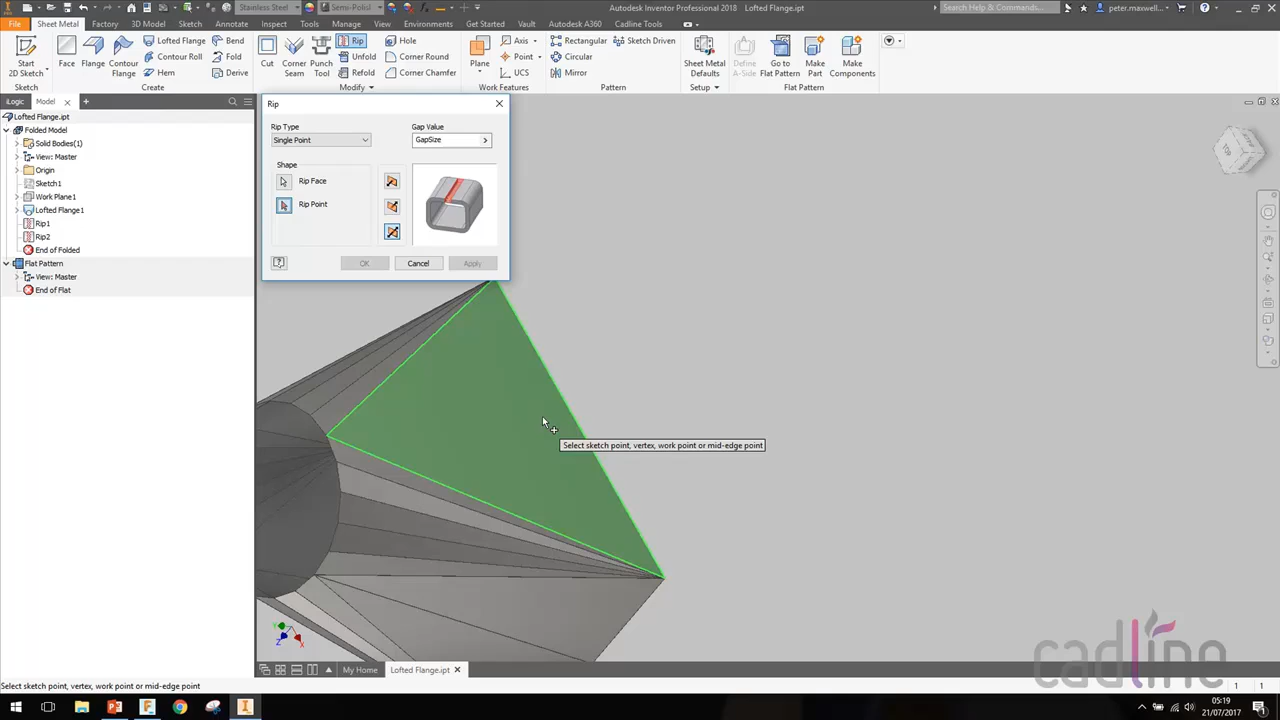 Stainless Steel
Semi-Polis
Autodesk Inventor Professional 2018 Lofted Flange.ipt
Search Help & Commands...
peter.maxwell...
File Sheet Metal Factory 3D Model Sketch Annotate Inspect Tools Manage View Environments Get Started Vault Autodesk A360 Cadline Tools
Start
2D Sketch
Face
Flange
Contour
Flange
Lofted Flange
Contour Roll
Hem
Bend
Fold
Derive
Cut
Corner
Seam
Punch
Tool
Rip
Unfold
Refold
Hole
Corner Round
Corner Chamfer
Plane
Axis
Point
UCS
Rectangular
Circular
Mirror
Sketch Driven
Sheet Metal
Defaults
Define
A-Side
Go to
Flat Pattern
Make
Part
Make
Components
Sketch Create Modify Work Features Pattern Setup Flat Pattern
iLogic Model
Lofted Flange.ipt
Folded Model
Solid Bodies(1)
View: Master
Origin
Sketch1
Work Plane1
Lofted Flange1
Rip1
Rip2
End of Folded
Flat Pattern
View: Master
End of Flat
Rip
Rip Type
Single Point
Gap Value
GapSize
Shape
Rip Face
Rip Point
OK Cancel Apply
TOP
Select sketch point, vertex, work point or mid-edge point
Y
Z
X
cadline
My Home Lofted Flange.ipt
Select sketch point, vertex, work point or mid-edge point
1 1
05:19
21/07/2017